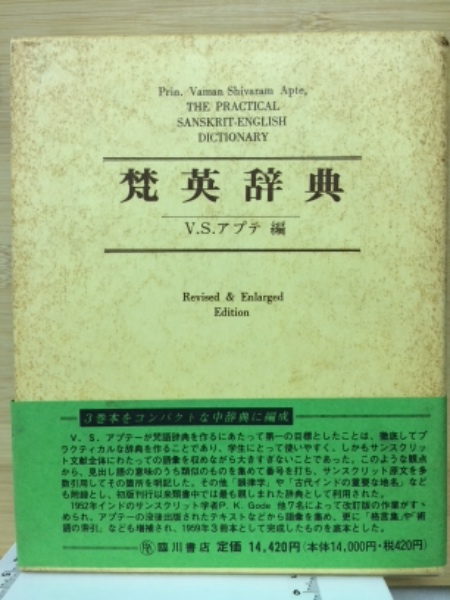 Prin. Vaman Shivaram Apte,
THE PRACTICAL
SANSKRIT-ENGLISH
DICTIONARY
梵英辞典
V.S.アプテ 編
Revised & Enlarged
Edition
3巻本をコンパクトな中辞典に編成
V．S．アプテーが梵語辞典を作るにあたって第一の目標としたことは、徹底してプ
ラクティカルな辞典を作ることであり、学生にとって使いやすく、しかもサンスクリッ
ト文献全体にわたっての語彙を収めながら大きすぎないことであった。このような観点
から、見出し語の意味のうち類似のものを集めて番号を打ち、サンスクリット原文を多
数引用してその箇所を明記した。その他「韻律学」や「古代インドの重要な地名」など
も附録とし、初版刊行以来類書中では最も親しまれた辞典として利用された。
1952年インドのサンスクリット学者P. K. Gode 他7名によって改訂版の作業がすゝ
められ、アプテーの没後出版されたテキストなどから語彙を集め、更に「格言集」や「術
語の索引」なども増補され、1959年3冊本として完成したものを底本とした。
臨川書店 定価 14,420円(本体14,000円・税420円)